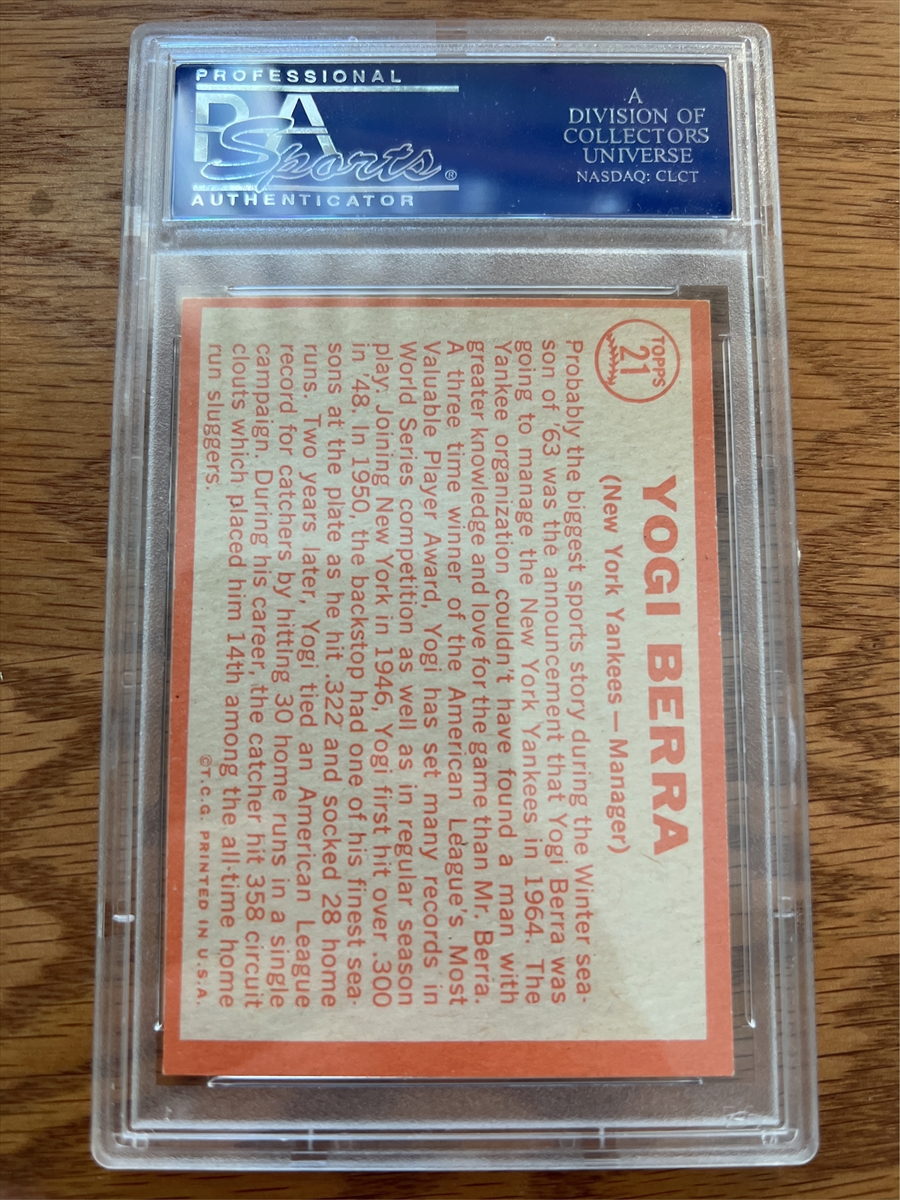 PROFESSIONAL
PSA
Sports®
AUTHENTICATOR
A
DIVISION OF
COLLECTORS
UNIVERSE
NASDAQ: CLCT
TOPPS
21
YOGI BERRA
(New York Yankees — Manager)
Probably the biggest sports story during the Winter sea-
son of '63 was the announcement that Yogi Berra was
going to manage the New York Yankees in 1964. The
Yankee organization couldn't have found a man with
greater knowledge and love for the game than Mr. Berra.
A three time winner of the American League's Most
Valuable Player Award, Yogi has set many records in
World Series competition as well as in regular season
play. Joining New York in 1946, Yogi first hit over .300
in '48. In 1950, the backstop had one of his finest sea-
sons at the plate as he hit .322 and socked 28 home
runs. Two years later, Yogi tied an American League
record for catchers by hitting 30 home runs in a single
campaign. During his career, the catcher hit 358 circuit
clouts which placed him 14th among the all-time home
run sluggers.
©T.C.G. PRINTED IN U.S.A.